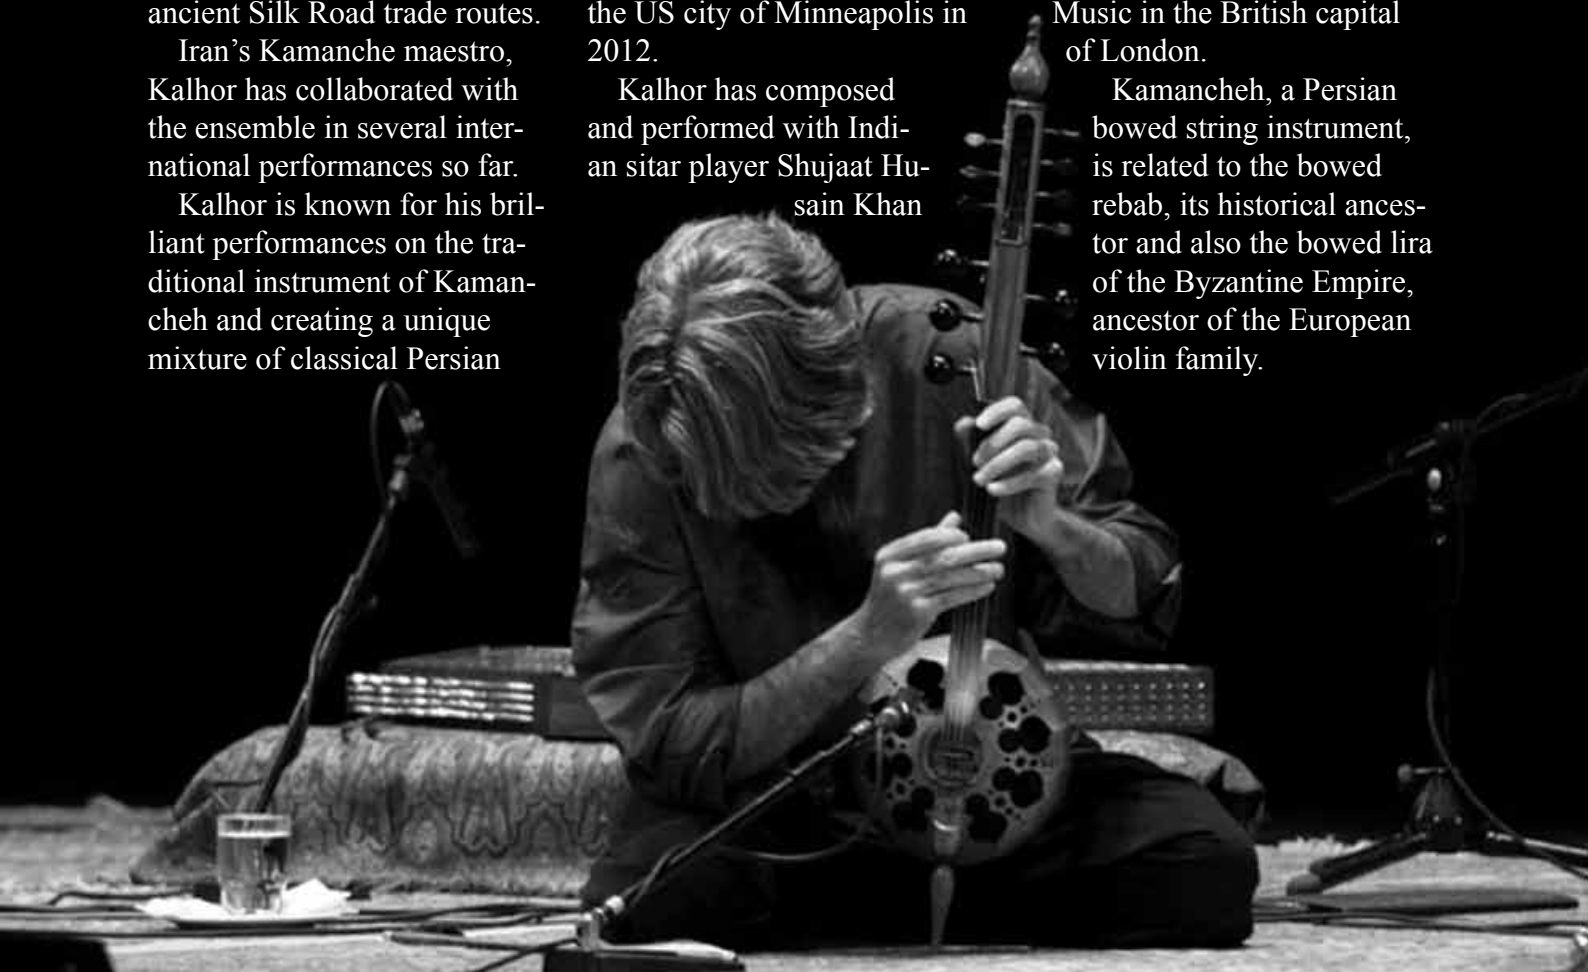 ancient Silk Road trade routes.
Iran’s Kamanche maestro,
Kalhor has collaborated with
the ensemble in several inter-
national performances so far.
Kalhor is known for his bril-
liant performances on the tra-
ditional instrument of Kaman-
cheh and creating a unique
mixture of classical Persian
the US city of Minneapolis in
2012.
Kalhor has composed
and performed with Indi-
an sitar player Shujaat Hu-
sain Khan
Music in the British capital
of London.
Kamancheh, a Persian
bowed string instrument,
is related to the bowed
rebab, its historical ances-
tor and also the bowed lira
of the Byzantine Empire,
ancestor of the European
violin family.